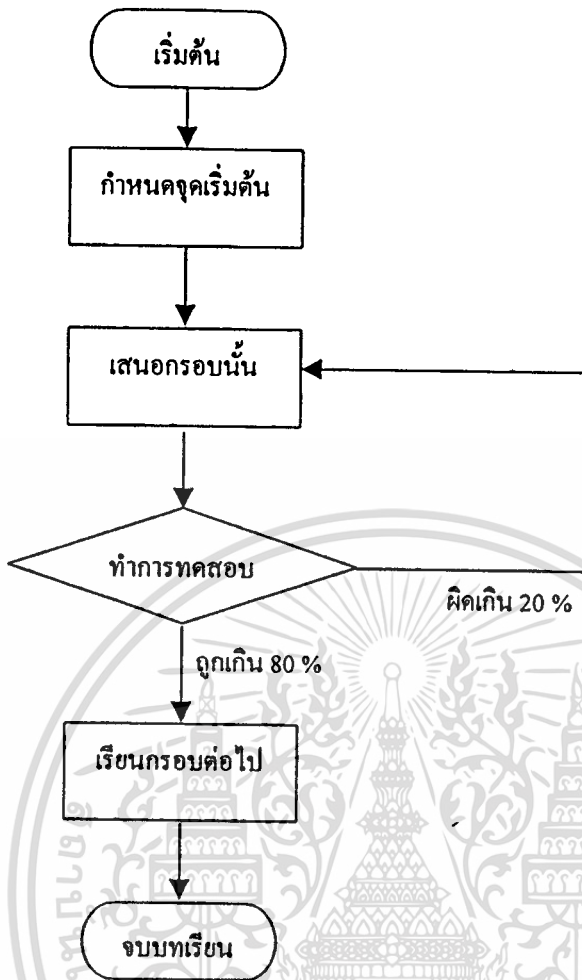 เริ่มต้น
กำหนดจุดเริ่มต้น
เสนอกรอบนั้น
ทำการทดสอบ
ผิดเกิน 20 %
ถูกเกิน 80 %
เรียนกรอบต่อไป
จบบทเรียน